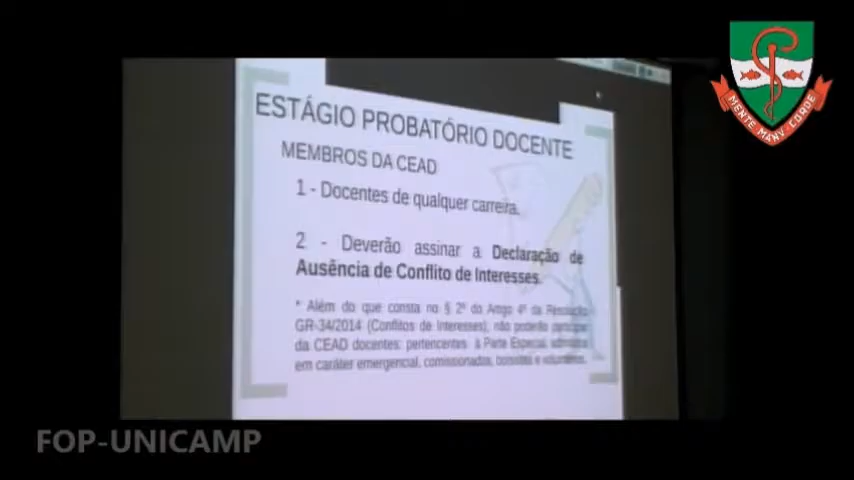 ESTÁGIO PROBATÓRIO DOCENTE
MEMBROS DA CEAD
1 - Docentes de qualquer carreira.
2 - Deverão assinar a Declaração de
Ausência de Conflito de Interesses.
* Além do que consta no § 2º do Artigo 4º da Resolução
GR-34/2014 (Conflitos de Interesses), não poderão participar
da CEAD docentes: pertencentes à Parte Especial,
em caráter emergencial, comissionados, bolsistas e voluntários.
MENTE MANV CORDE
FOP-UNICAMP